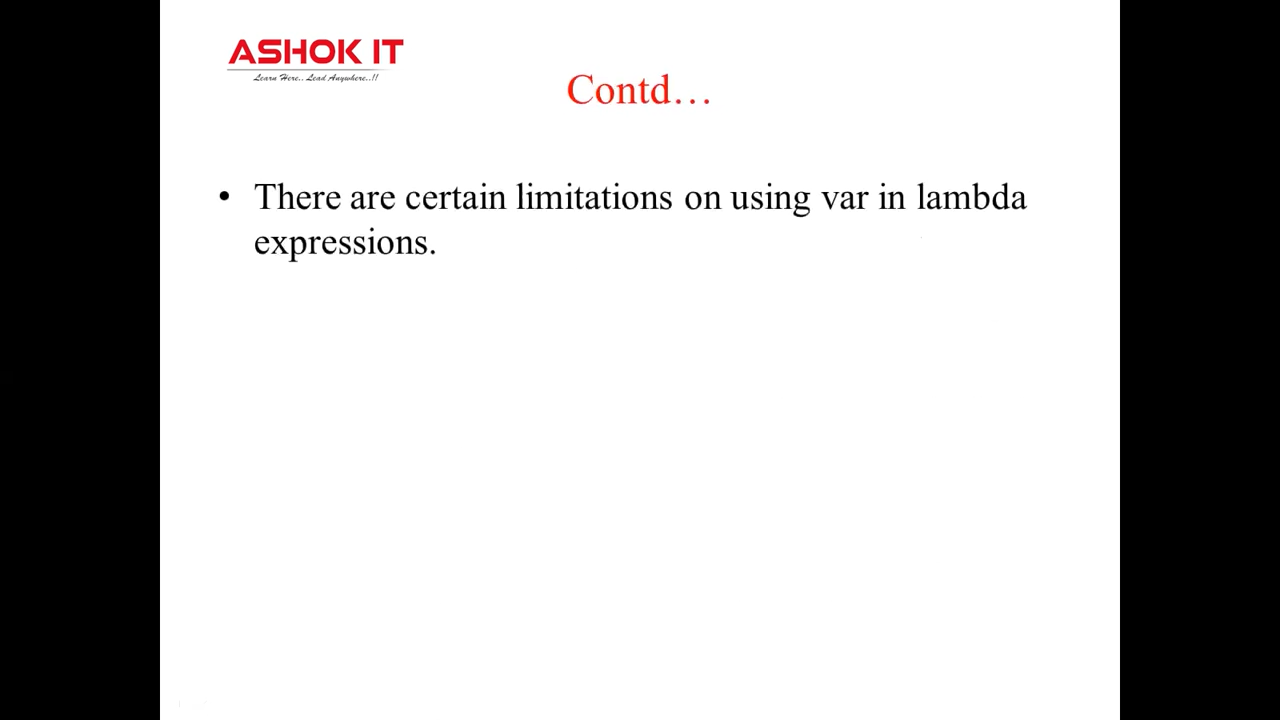 ASHOK IT
Learn Here.. Lead Anywhere..!!
Contd…
• There are certain limitations on using var in lambda
expressions.